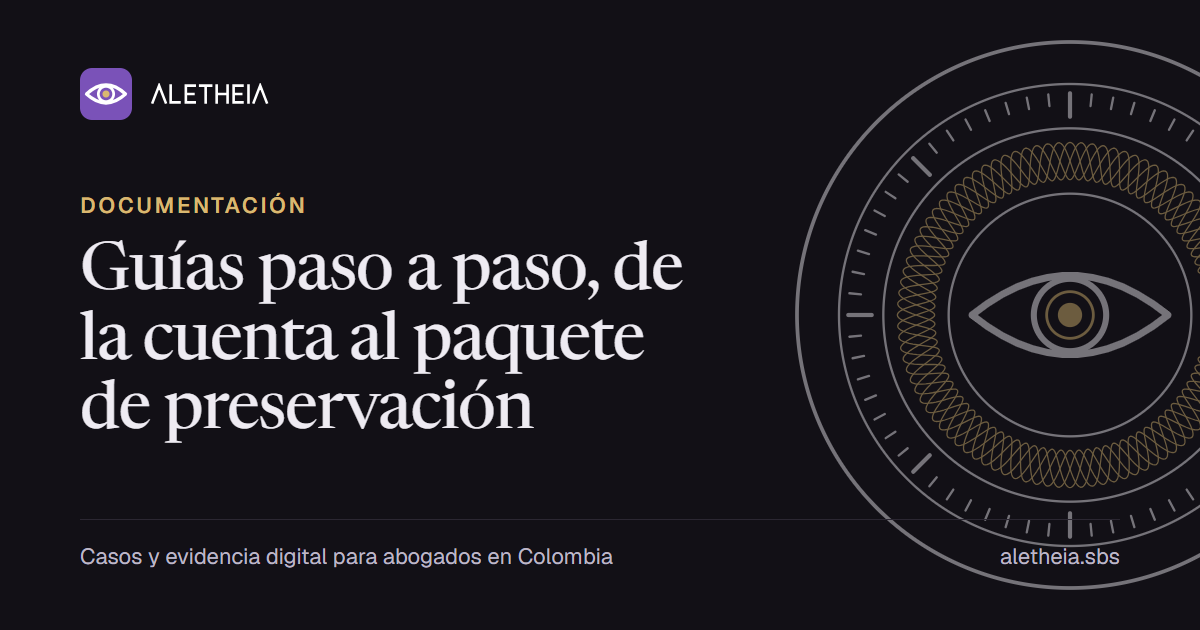 ALETHEIA
DOCUMENTACIÓN
Guías paso a paso, de
la cuenta al paquete
de preservación
Casos y evidencia digital para abogados en Colombia
aletheia.sbs